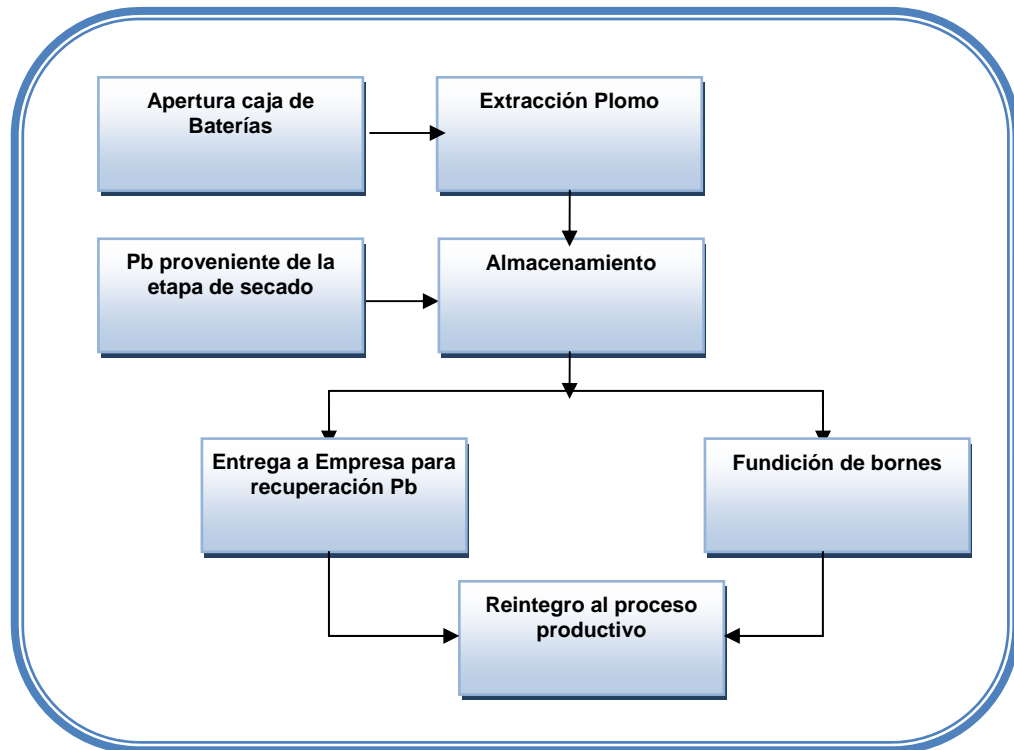 Apertura caja de
Baterías
Extracción Plomo
Pb proveniente de la
etapa de secado
Almacenamiento
Entrega a Empresa para
recuperación Pb
Fundición de bornes
Reintegro al proceso
productivo